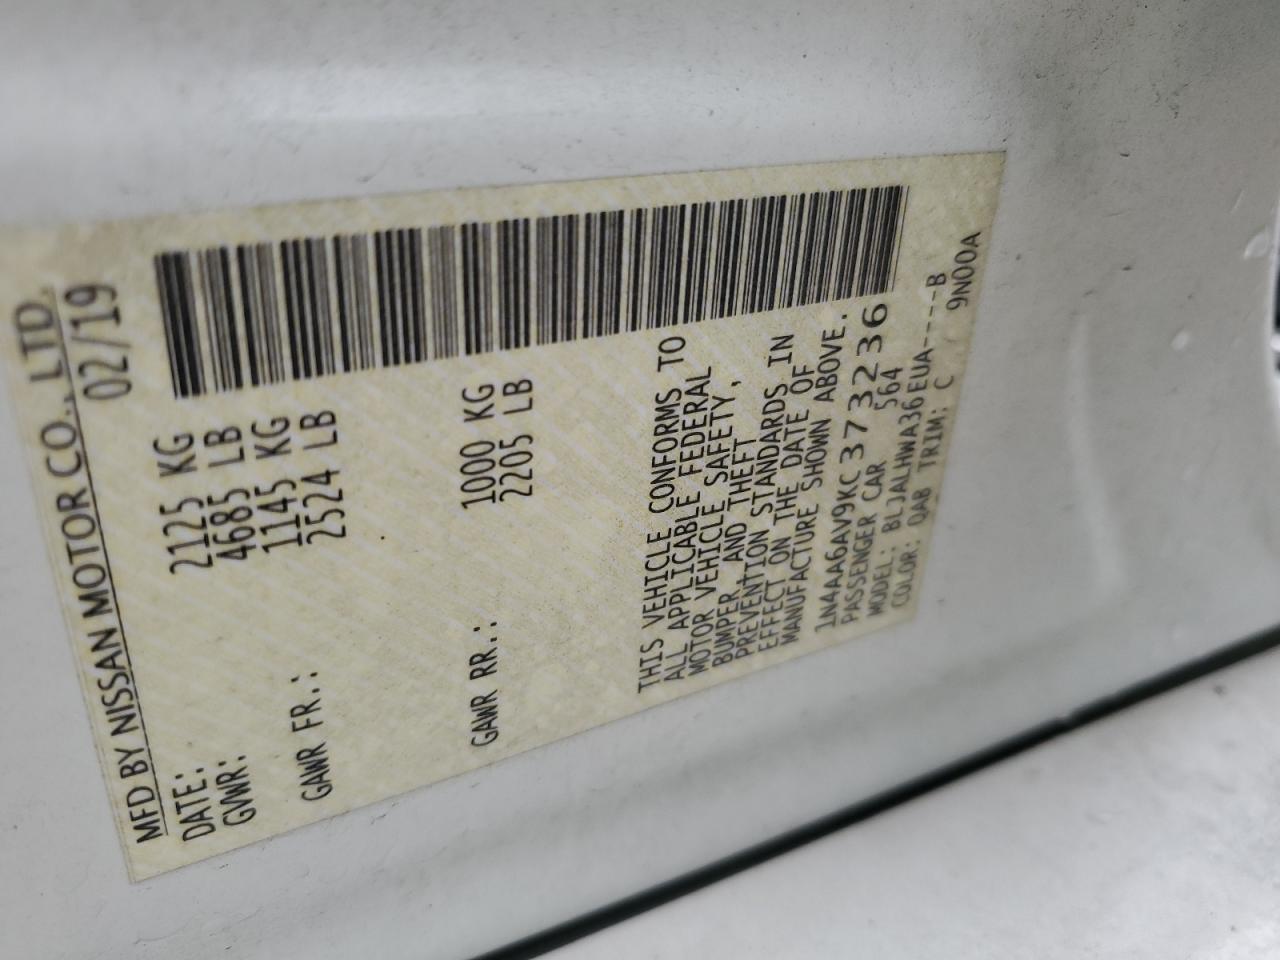 MFD BY NISSAN MOTOR CO., LTD.
DATE: 02/19
GVWR: 2125 KG
4685 LB
GAWR FR.: 1145 KG
2524 LB
GAWR RR.: 1000 KG
2205 LB
THIS VEHICLE CONFORMS TO
ALL APPLICABLE FEDERAL
MOTOR VEHICLE SAFETY,
BUMPER, AND THEFT
PREVENTION STANDARDS IN
EFFECT ON THE DATE OF
MANUFACTURE SHOWN ABOVE.
1N4AA6AV9KC373236
PASSENGER CAR 564
MODEL: BLJALHWA36EUA----B
COLOR: QAB TRIM: C 9N00A